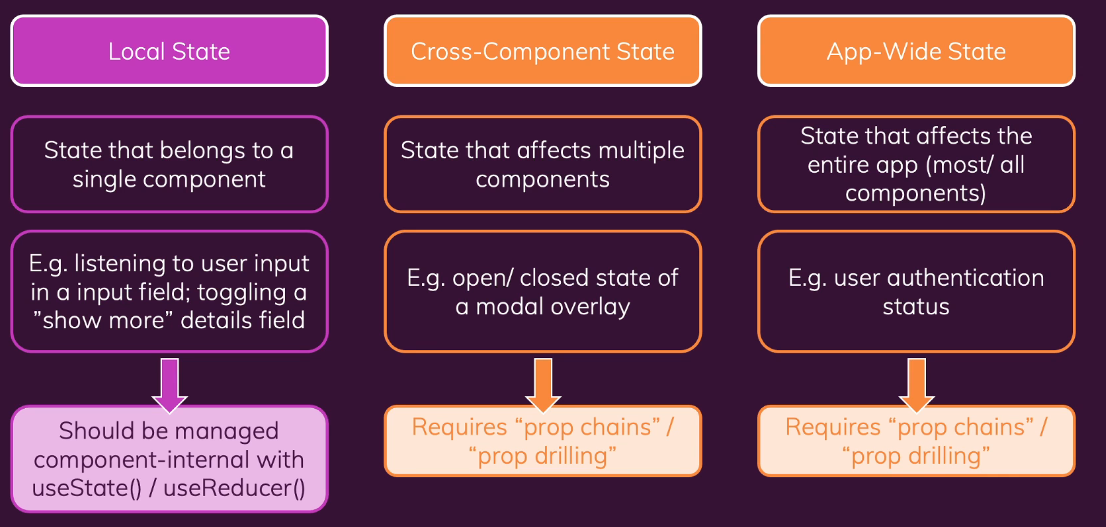 Local State
Cross-Component State
App-Wide State
State that belongs to a
single component
State that affects multiple
components
State that affects the
entire app (most/ all
components)
E.g. listening to user input
in a input field; toggling a
”show more” details field
E.g. open/ closed state of
a modal overlay
E.g. user authentication
status
Should be managed
component-internal with
useState() / useReducer()
Requires “prop chains” /
“prop drilling”
Requires “prop chains” /
“prop drilling”